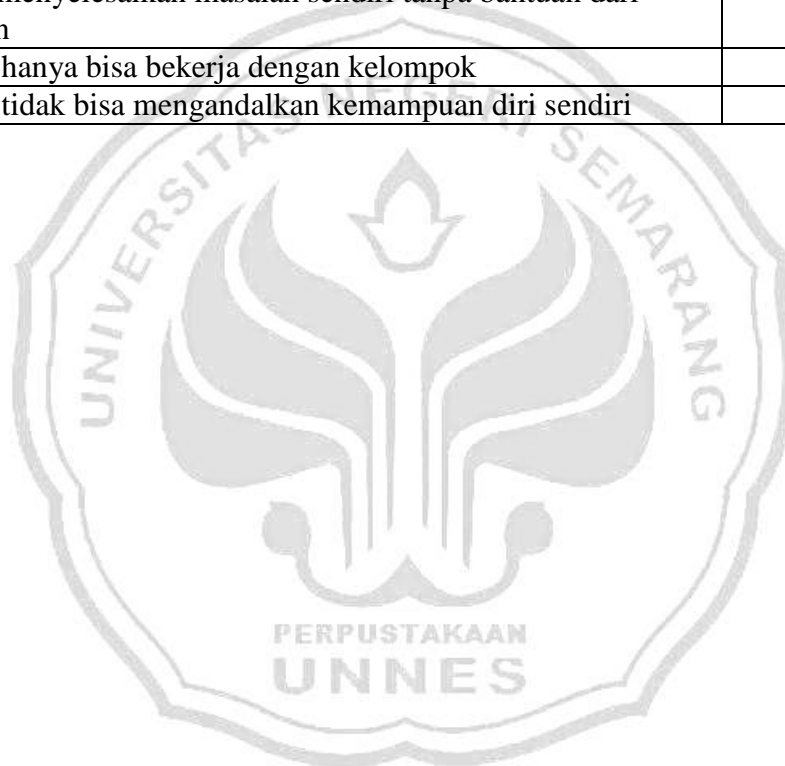 menyelesaikan masalah sendiri tanpa bantuan dari
n
hanya bisa bekerja dengan kelompok
tidak bisa mengandalkan kemampuan diri sendiri
UNIVERSITAS NEGERI SEMARANG
PERPUSTAKAAN
UNNES